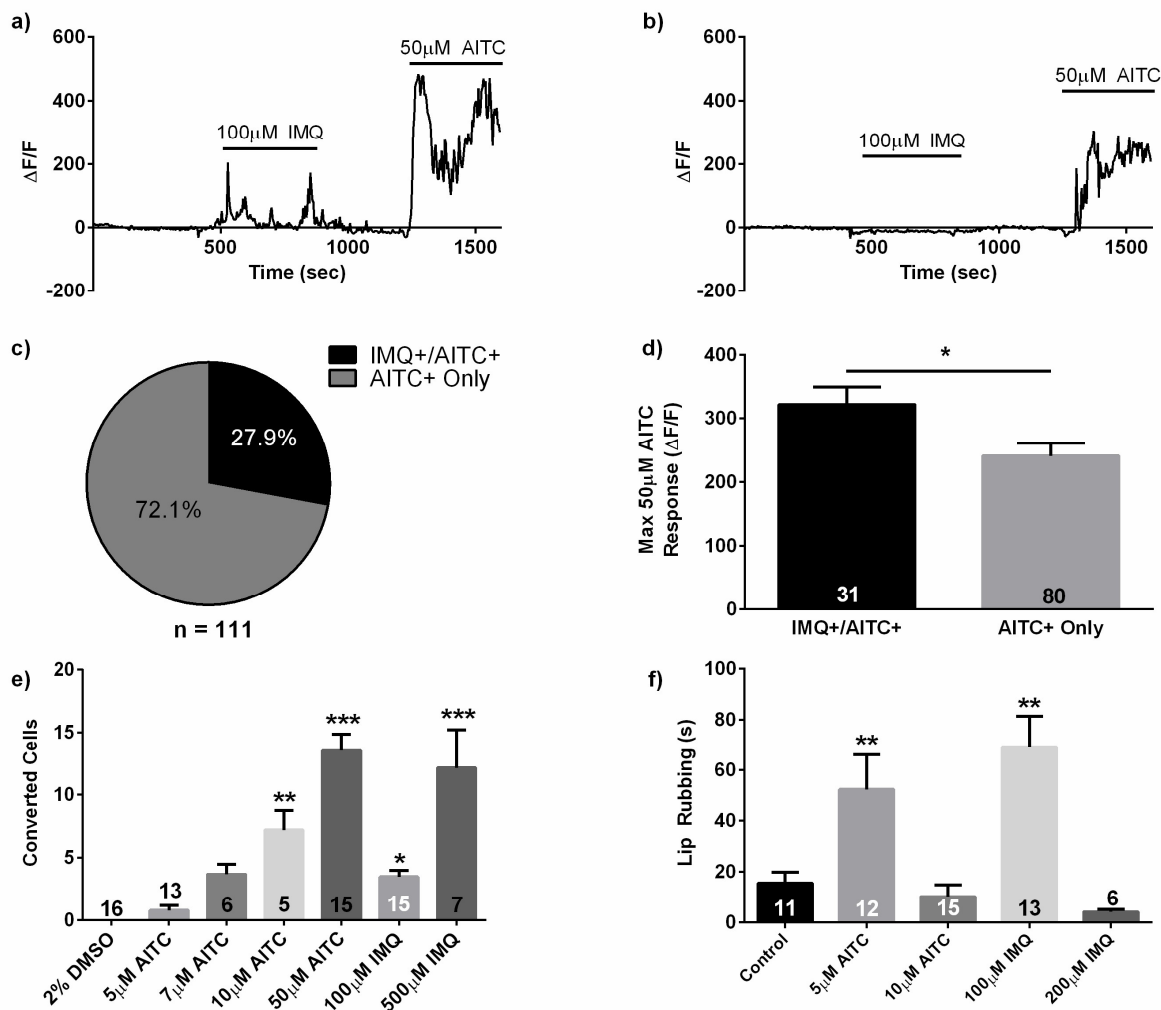 a)
600
400
200
0
-200
ΔF/F
500
1000
1500
Time (sec)
100μM IMQ
50μM AITC
b)
600
400
200
0
-200
ΔF/F
500
1000
1500
Time (sec)
100μM IMQ
50μM AITC
c)
IMQ+/AITC+
AITC+ Only
27.9%
72.1%
n = 111
d)
400
300
200
100
0
Max 50μM AITC
Response (ΔF/F)
*
31
80
IMQ+/AITC+
AITC+ Only
e)
20
15
10
5
0
Converted Cells
16
13
6
5
**
15
***
15
*
7
***
2% DMSO
5μM AITC
7μM AITC
10μM AITC
50μM AITC
100μM IMQ
500μM IMQ
f)
100
80
60
40
20
0
Lip Rubbing (s)
11
12
**
15
13
**
6
Control
5μM AITC
10μM AITC
100μM IMQ
200μM IMQ